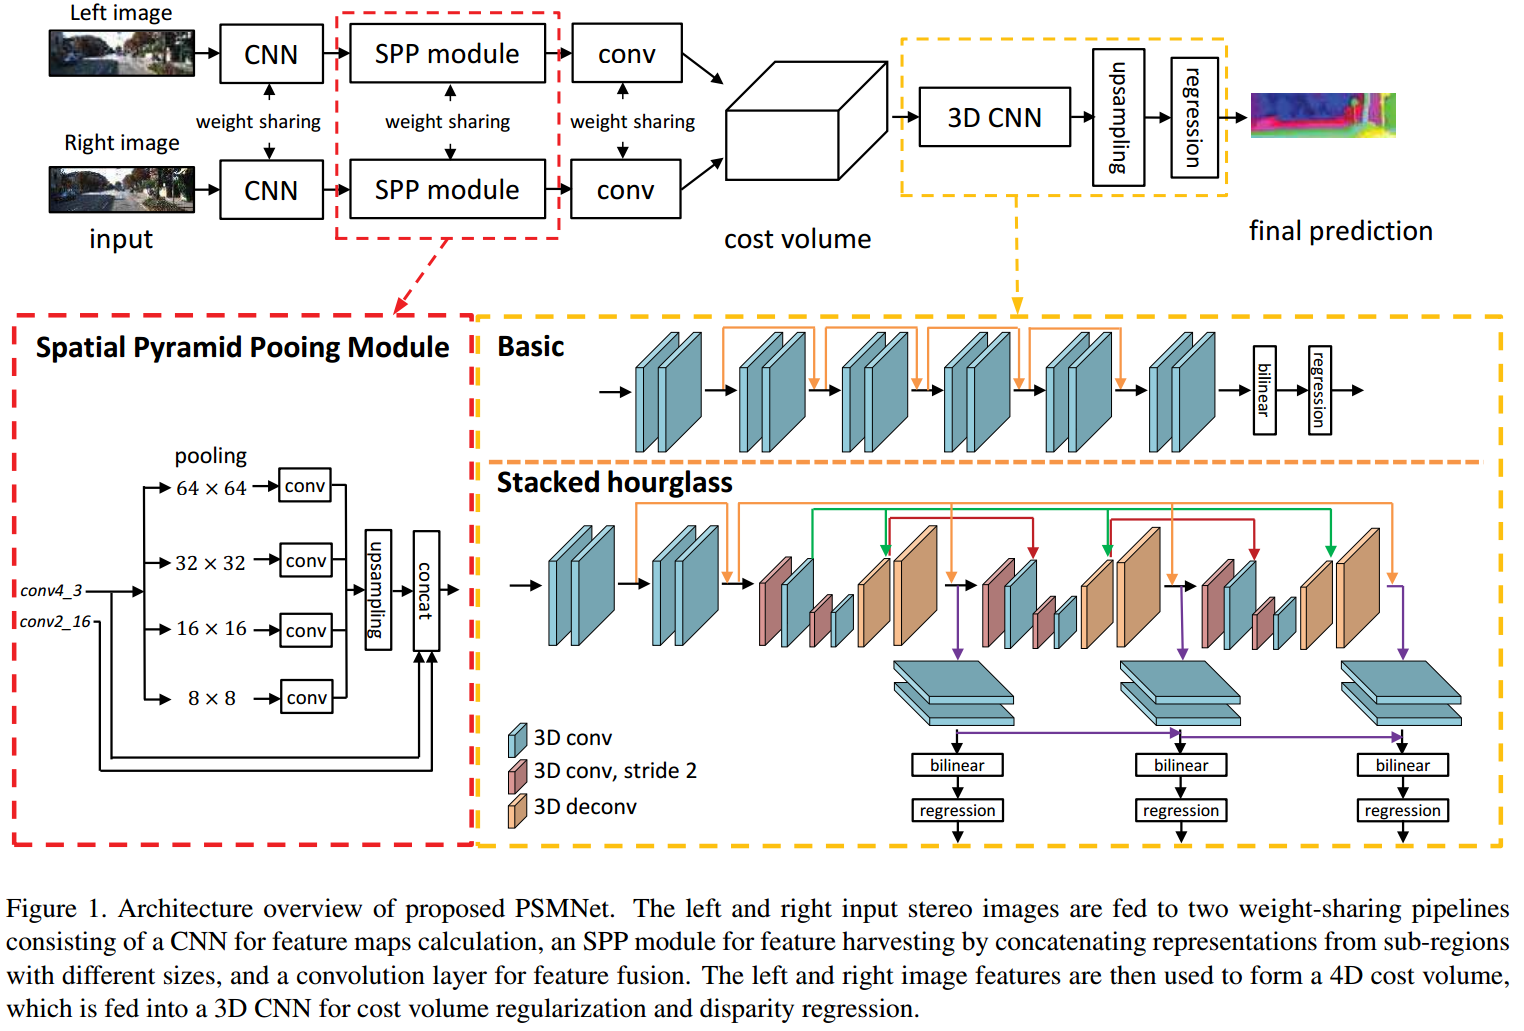 Left image
CNN
SPP module
conv
weight sharing
weight sharing
weight sharing
Right image
CNN
SPP module
conv
input
cost volume
3D CNN
upsampling
regression
final prediction
Spatial Pyramid Pooing Module
pooling
64 × 64
conv
32 × 32
conv
16 × 16
conv
8 × 8
conv
conv4_3
conv2_16
upsampling
concat
Basic
bilinear
regression
Stacked hourglass
3D conv
3D conv, stride 2
3D deconv
bilinear
bilinear
bilinear
regression
regression
regression
Figure 1. Architecture overview of proposed PSMNet. The left and right input stereo images are fed to two weight-sharing pipelines
consisting of a CNN for feature maps calculation, an SPP module for feature harvesting by concatenating representations from sub-regions
with different sizes, and a convolution layer for feature fusion. The left and right image features are then used to form a 4D cost volume,
which is fed into a 3D CNN for cost volume regularization and disparity regression.